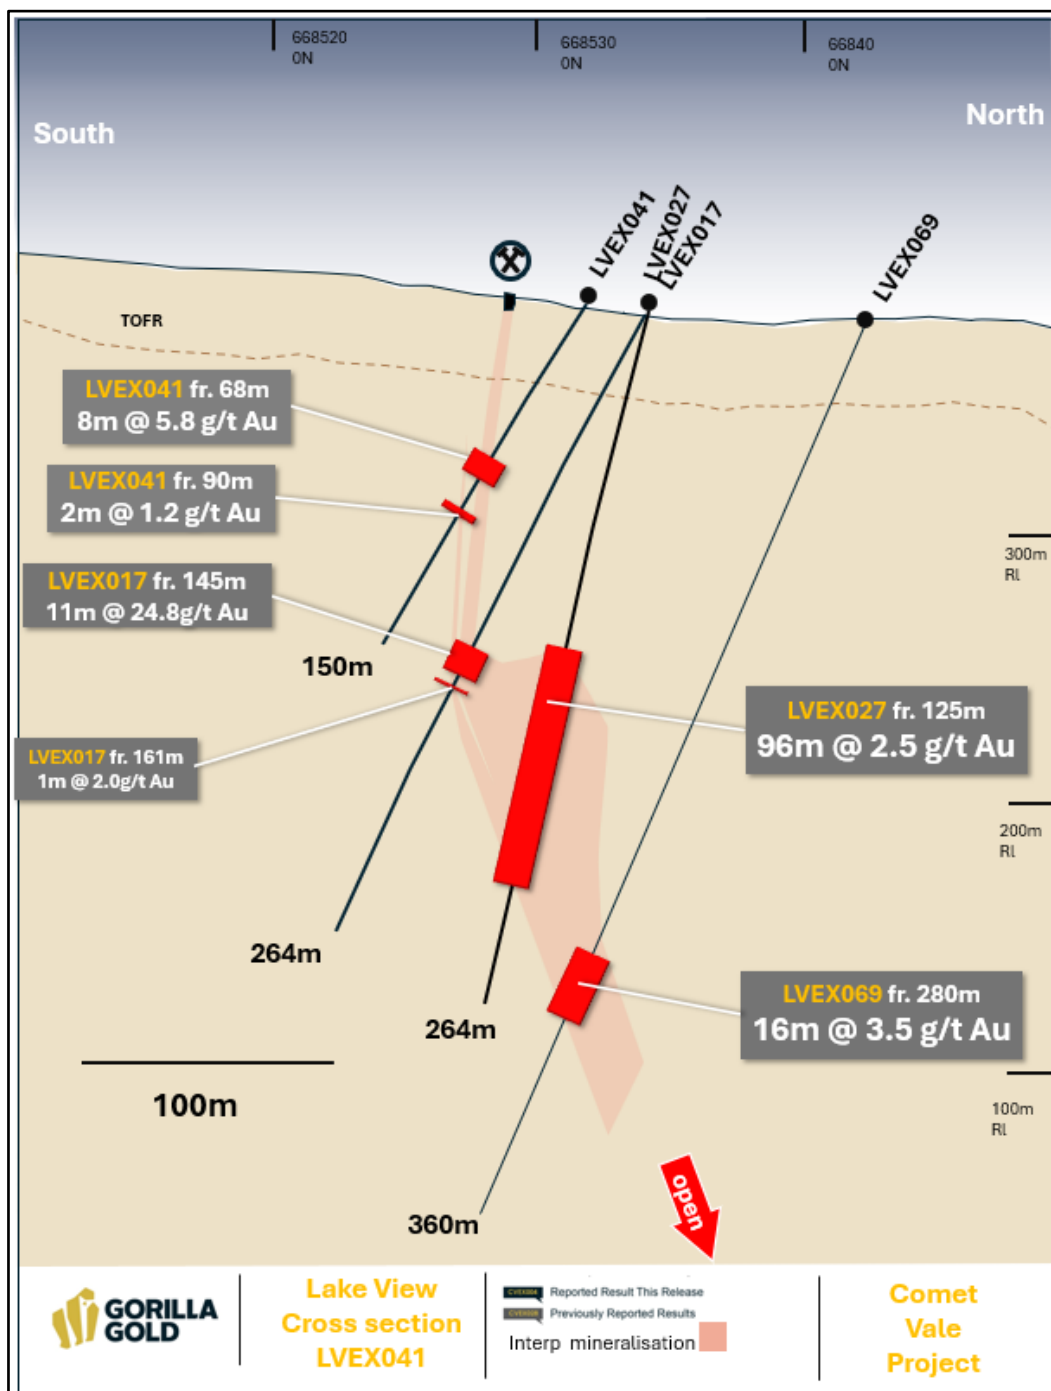 668520
0N
668530
0N
66840
0N
South
North
LVEX041
LVEX027
LVEX017
LVEX069
TOFR
LVEX041 fr. 68m
8m @ 5.8 g/t Au
LVEX041 fr. 90m
2m @ 1.2 g/t Au
300m
Rl
LVEX017 fr. 145m
11m @ 24.8g/t Au
150m
LVEX027 fr. 125m
96m @ 2.5 g/t Au
LVEX017 fr. 161m
1m @ 2.0g/t Au
200m
Rl
264m
264m
LVEX069 fr. 280m
16m @ 3.5 g/t Au
100m
100m
Rl
open
360m
GORILLA
GOLD
Lake View
Cross section
LVEX041
Reported Result This Release
Previously Reported Results
Interp mineralisation
Comet
Vale
Project